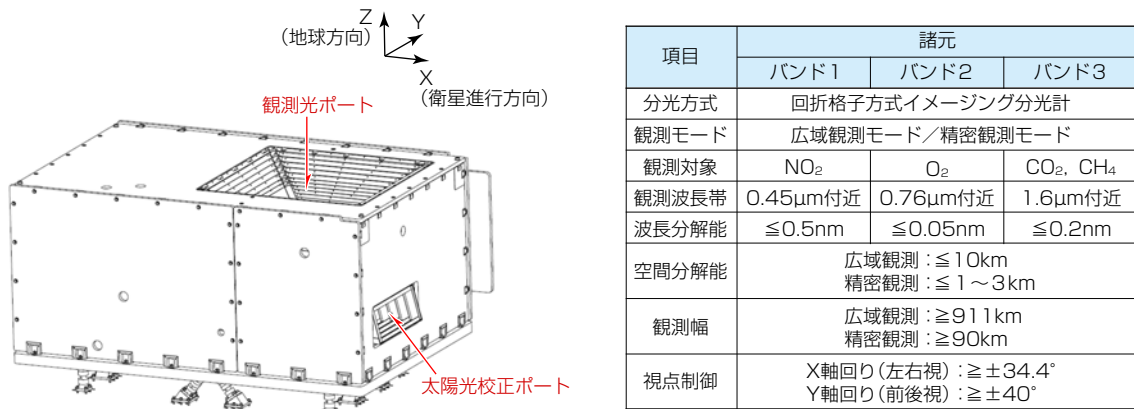 Z
(地球方向)
Y
X
(衛星進行方向)
観測光ポート
太陽光校正ポート
項目 諸元
バンド1 バンド2 バンド3
分光方式 回折格子方式イメージング分光計
観測モード 広域観測モード／精密観測モード
観測対象 NO₂ O₂ CO₂, CH₄
観測波長帯 0.45μm付近 0.76μm付近 1.6μm付近
波長分解能 ≦0.5nm ≦0.05nm ≦0.2nm
空間分解能 広域観測：≦10km
精密観測：≦1〜3km
観測幅 広域観測：≧911km
精密観測：≧90km
視点制御 X軸回り(左右視)：≧±34.4°
Y軸回り(前後視)：≧±40°